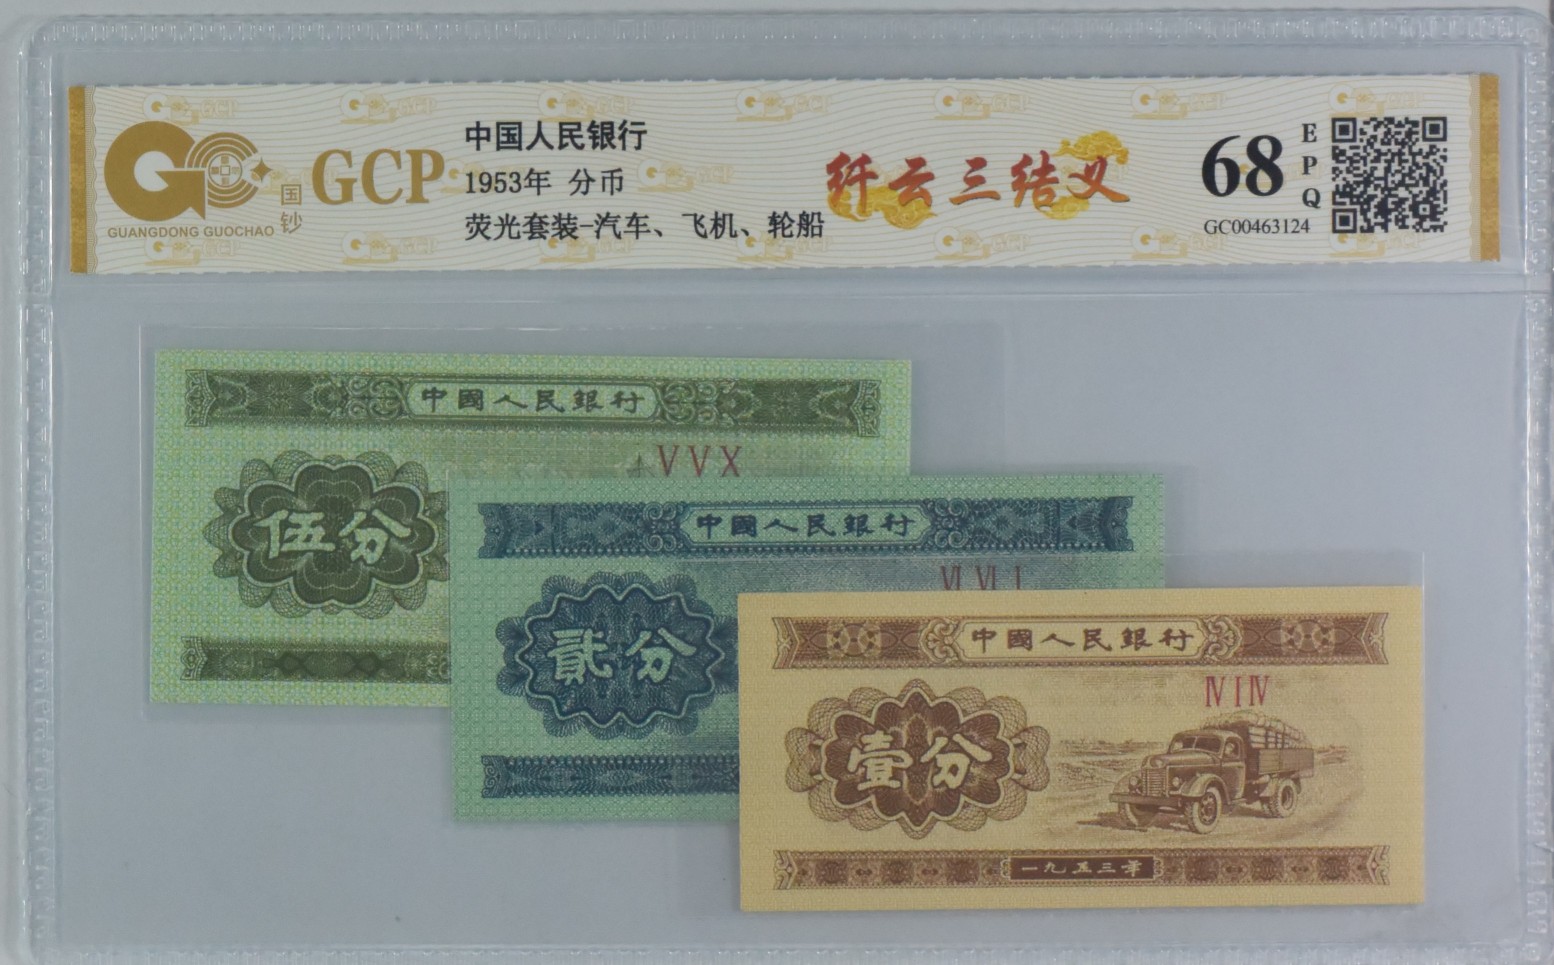 GCP
国钞
GUANGDONG GUOCHAO
中国人民银行
1953年 分币
荧光套装-汽车、飞机、轮船
纤云三结义
68
EPQ
GC00463124
中國人民銀行
VVX
伍分
中國人民銀行
VI VI I
貳分
中國人民銀行
IV I IV
壹分
一九五三年